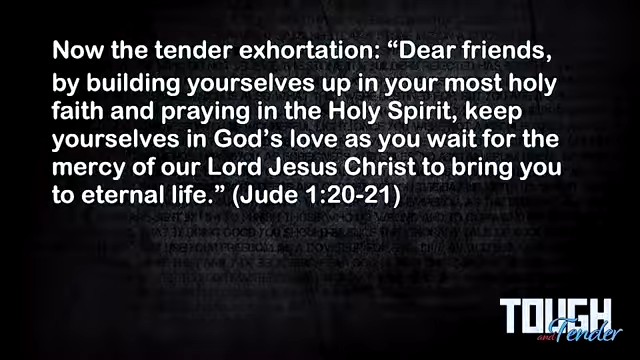 Now the tender exhortation: “Dear friends,
by building yourselves up in your most holy
faith and praying in the Holy Spirit, keep
yourselves in God’s love as you wait for the
mercy of our Lord Jesus Christ to bring you
to eternal life.” (Jude 1:20-21)
TOUGH
and Tender